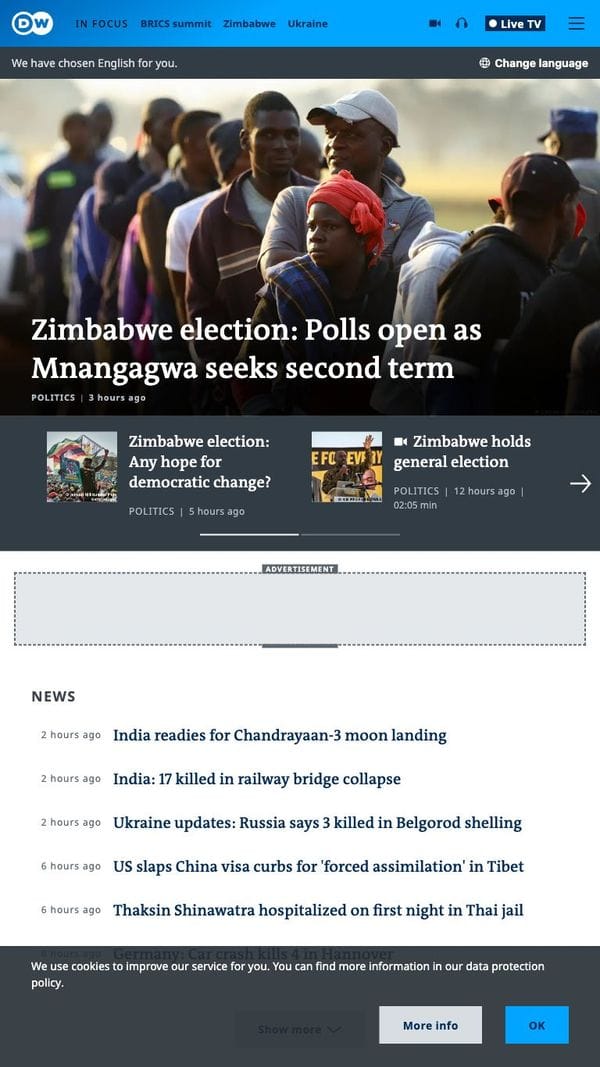 DW IN FOCUS BRICS summit Zimbabwe Ukraine Live TV
We have chosen English for you. Change language
Zimbabwe election: Polls open as
Mnangagwa seeks second term
POLITICS | 3 hours ago
Zimbabwe election:
Any hope for
democratic change?
POLITICS | 5 hours ago
Zimbabwe holds
general election
POLITICS | 12 hours ago |
02:05 min
ADVERTISEMENT
NEWS
2 hours ago India readies for Chandrayaan-3 moon landing
2 hours ago India: 17 killed in railway bridge collapse
2 hours ago Ukraine updates: Russia says 3 killed in Belgorod shelling
6 hours ago US slaps China visa curbs for 'forced assimilation' in Tibet
6 hours ago Thaksin Shinawatra hospitalized on first night in Thai jail
8 hours ago Germany: Car crash kills 4 in Hannover
We use cookies to improve our service for you. You can find more information in our data protection
policy.
Show more More info OK